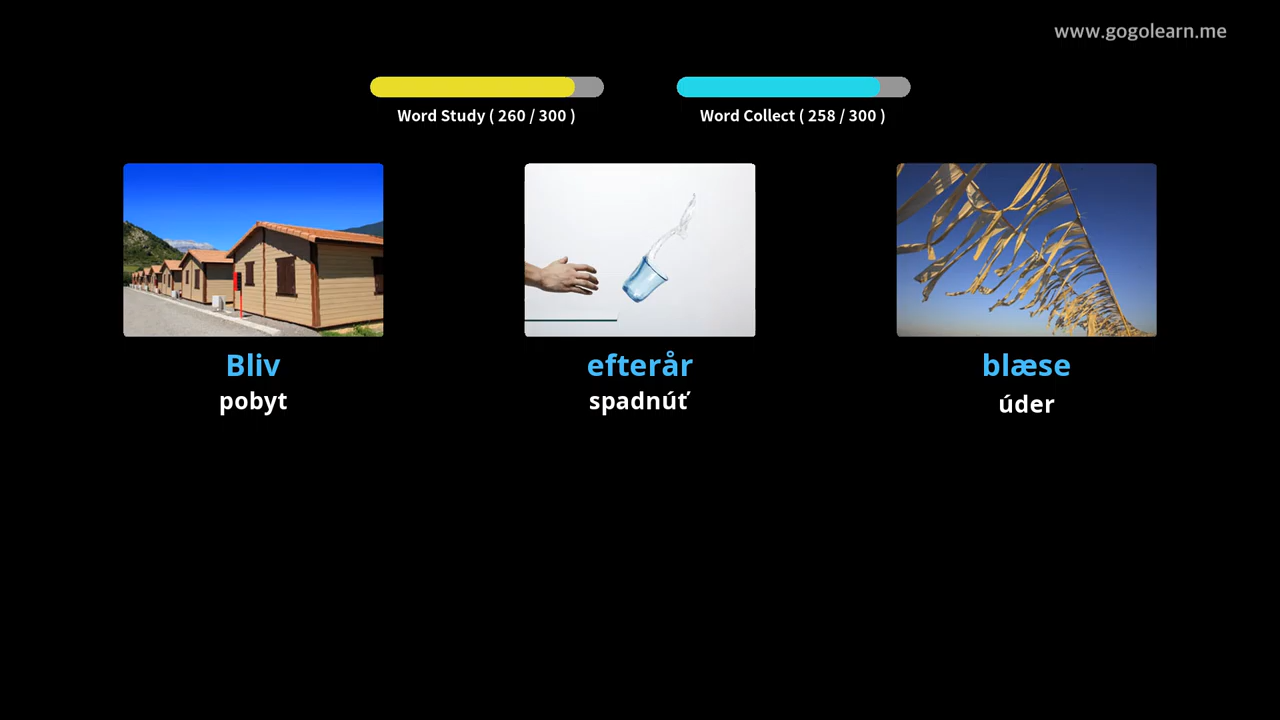 www.gogolearn.me
Word Study ( 260 / 300 )
Word Collect ( 258 / 300 )
Bliv
efterår
blæse
pobyt
spadnúť
úder